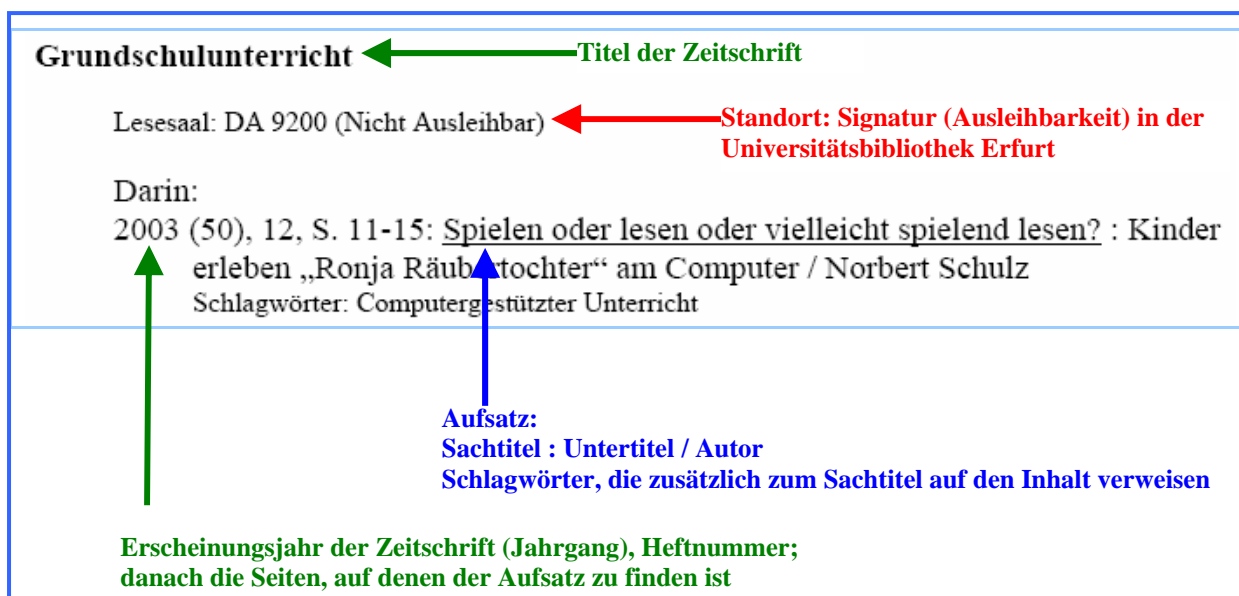 Grundschulunterricht
Titel der Zeitschrift
Lesesaal: DA 9200 (Nicht Ausleihbar)
Standort: Signatur (Ausleihbarkeit) in der
Universitätsbibliothek Erfurt
Darin:
2003 (50), 12, S. 11-15: Spielen oder lesen oder vielleicht spielend lesen? : Kinder
erleben „Ronja Räubertochter“ am Computer / Norbert Schulz
Schlagwörter: Computergestützter Unterricht
Aufsatz:
Sachtitel : Untertitel / Autor
Schlagwörter, die zusätzlich zum Sachtitel auf den Inhalt verweisen
Erscheinungsjahr der Zeitschrift (Jahrgang), Heftnummer;
danach die Seiten, auf denen der Aufsatz zu finden ist